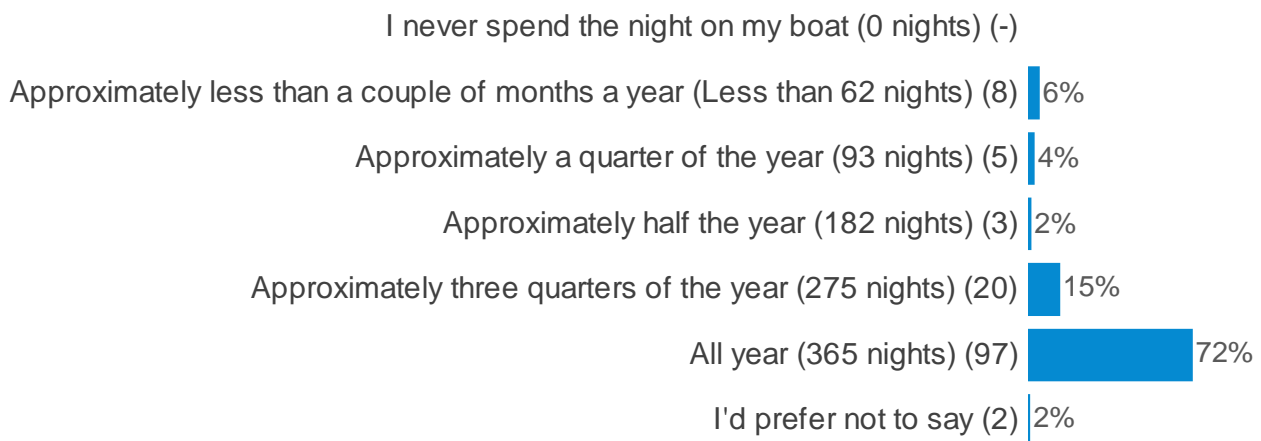 I never spend the night on my boat (0 nights) (-)
Approximately less than a couple of months a year (Less than 62 nights) (8) 6%
Approximately a quarter of the year (93 nights) (5) 4%
Approximately half the year (182 nights) (3) 2%
Approximately three quarters of the year (275 nights) (20) 15%
All year (365 nights) (97) 72%
I'd prefer not to say (2) 2%